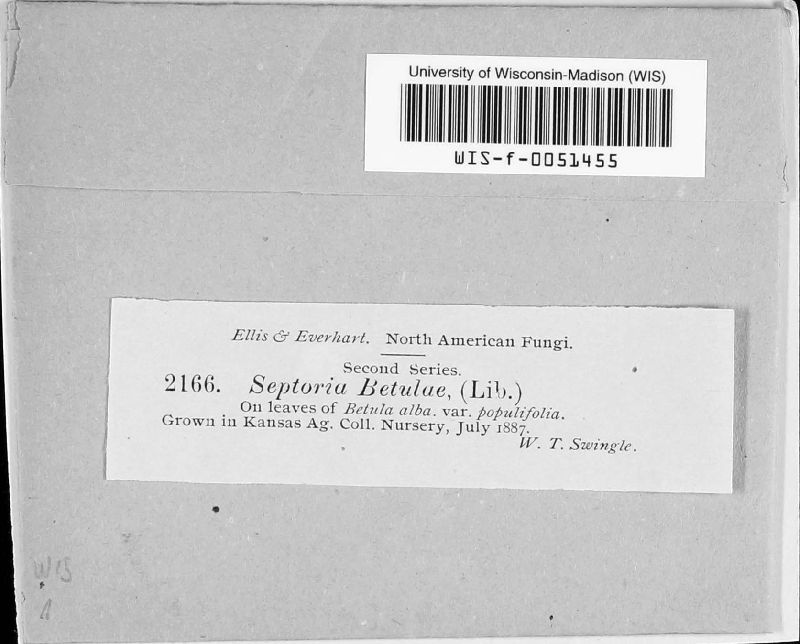 University of Wisconsin-Madison (WIS)
WIS-f-0051455
Ellis & Everhart. North American Fungi.
Second Series.
2166. Septoria Betulae, (Lib.)
On leaves of Betula alba. var. populifolia.
Grown in Kansas Ag. Coll. Nursery, July 1887.
W. T. Swingle.
WIS